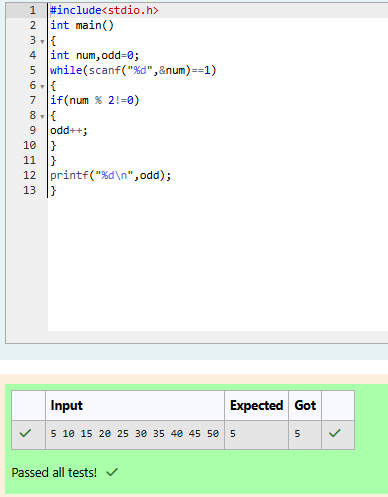 1 #include<stdio.h>
2 int main()
3 {
4 int num,odd=0;
5 while(scanf("%d",&num)==1)
6 {
7 if(num % 2!=0)
8 {
9 odd++;
10 }
11 }
12 printf("%d\n",odd);
13 }
Input Expected Got
5 10 15 20 25 30 35 40 45 50 5 5
Passed all tests!